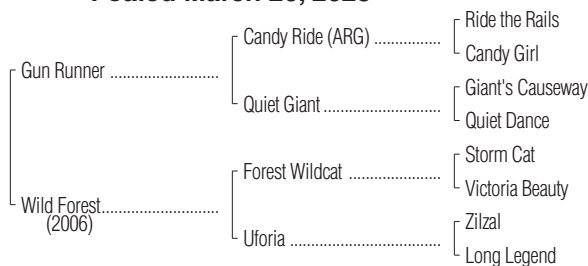 Foaled March
Ride the Rails
Candy Ride (ARG)
Candy Girl
Gun Runner
Giant's Causeway
Quiet Giant
Quiet Dance
Storm Cat
Forest Wildcat
Victoria Beauty
Wild Forest
(2006)
Zilzal
Uforia
Long Legend